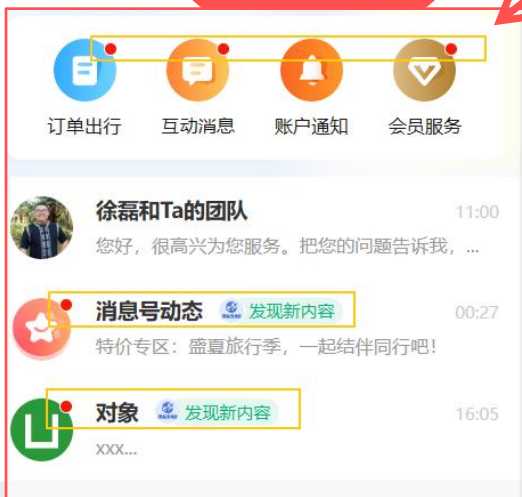 订单出行 互动消息 账户通知 会员服务
徐磊和Ta的团队 11:00
您好，很高兴为您服务。把您的问题告诉我，...
消息号动态 发现新内容 00:27
特价专区：盛夏旅行季，一起结伴同行吧！
对象 发现新内容 16:05
xxx...